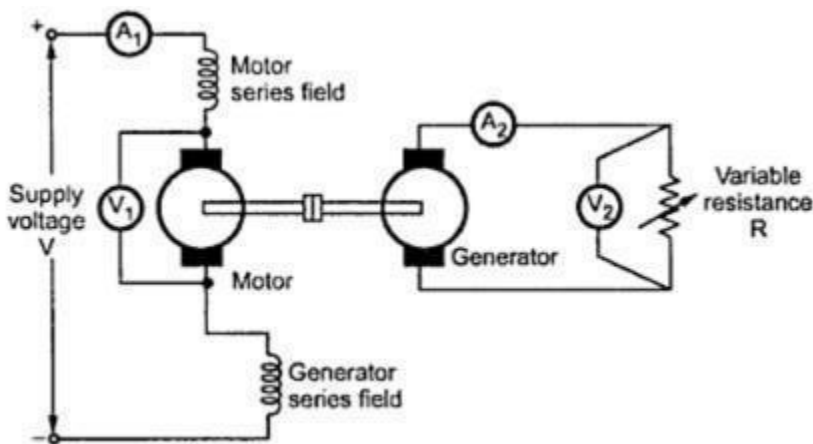 +
A1
Motor
series field
A2
Supply
voltage
V
V1
V2
Variable
resistance
R
Generator
Motor
Generator
series field
–